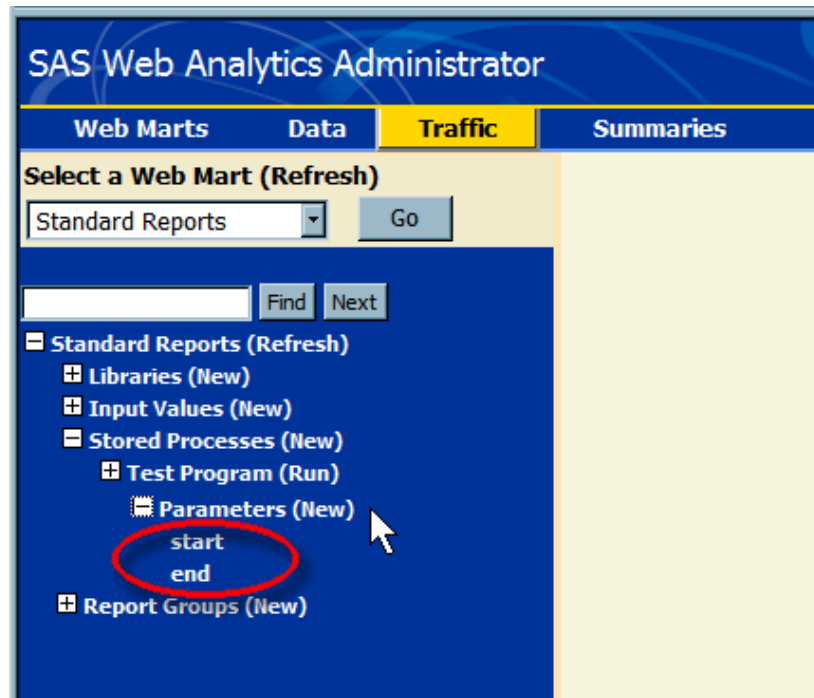 SAS Web Analytics Administrator
Web Marts Data Traffic Summaries
Select a Web Mart (Refresh)
Standard Reports Go
Find Next
Standard Reports (Refresh)
Libraries (New)
Input Values (New)
Stored Processes (New)
Test Program (Run)
Parameters (New)
start
end
Report Groups (New)